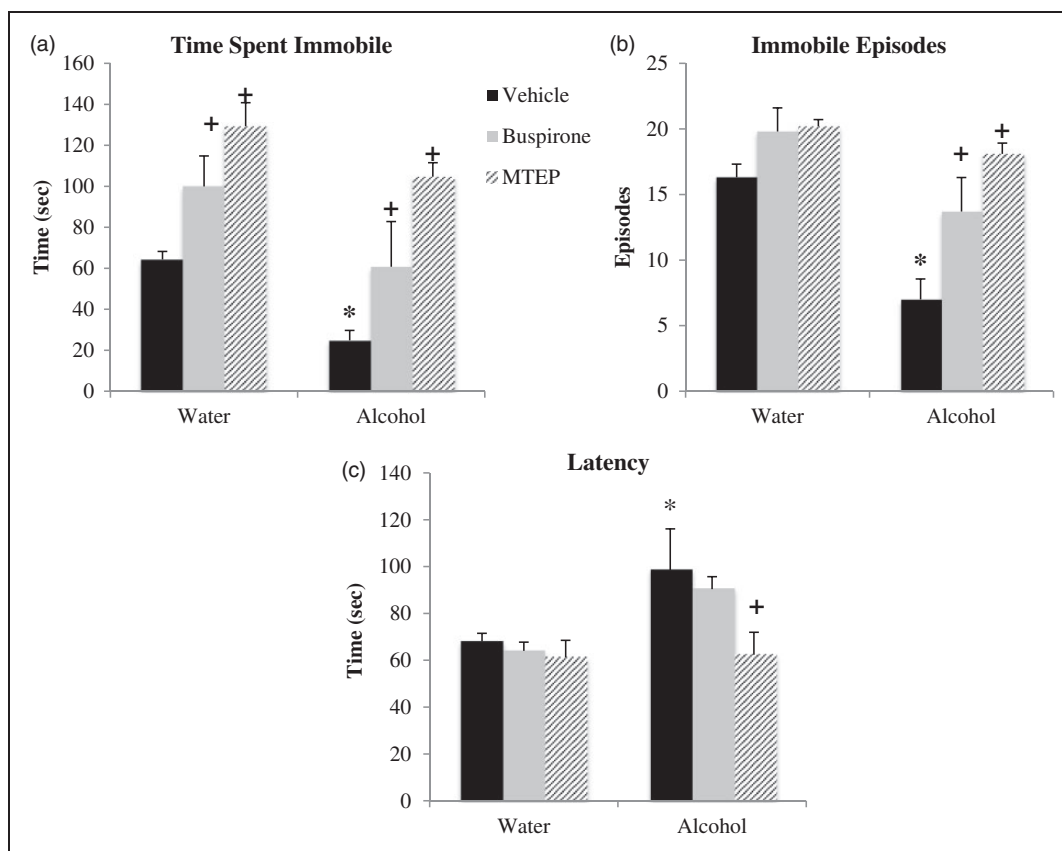 (a)
Time Spent Immobile
160
140
120
100
80
60
40
20
0
Time (sec)
+
+
*
+
+
Water
Alcohol
Vehicle
Buspirone
MTEP
(b)
Immobile Episodes
25
20
15
10
5
0
Episodes
*
+
+
Water
Alcohol
(c)
Latency
140
120
100
80
60
40
20
0
Time (sec)
*
+
Water
Alcohol